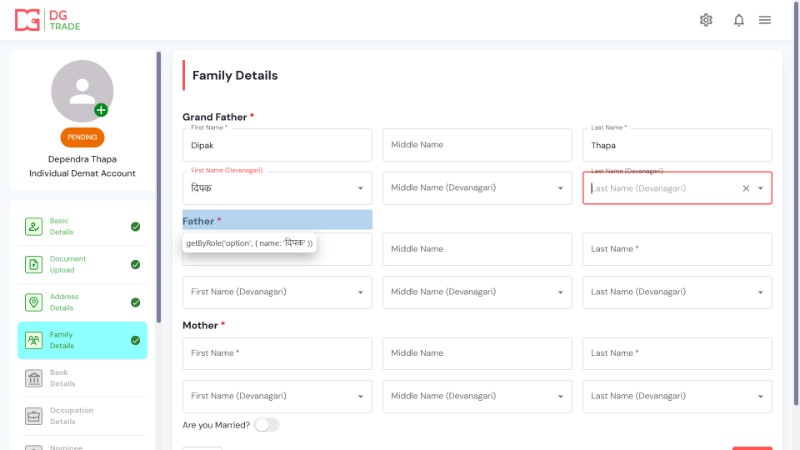 DG
TRADE
PENDING
Dependra Thapa
Individual Demat Account
Basic
Details
Document
Upload
Address
Details
Family
Details
Bank
Details
Occupation
Details
Nominee
Family Details
Grand Father *
First Name *
Dipak
Middle Name
Last Name *
Thapa
First Name (Devanagari)
दिपक
Middle Name (Devanagari)
Last Name (Devanagari)
Last Name (Devanagari)
Father *
getByRole('option', { name: 'दिपक' })
Middle Name
Last Name *
First Name (Devanagari)
Middle Name (Devanagari)
Last Name (Devanagari)
Mother *
First Name *
Middle Name
Last Name *
First Name (Devanagari)
Middle Name (Devanagari)
Last Name (Devanagari)
Are you Married?